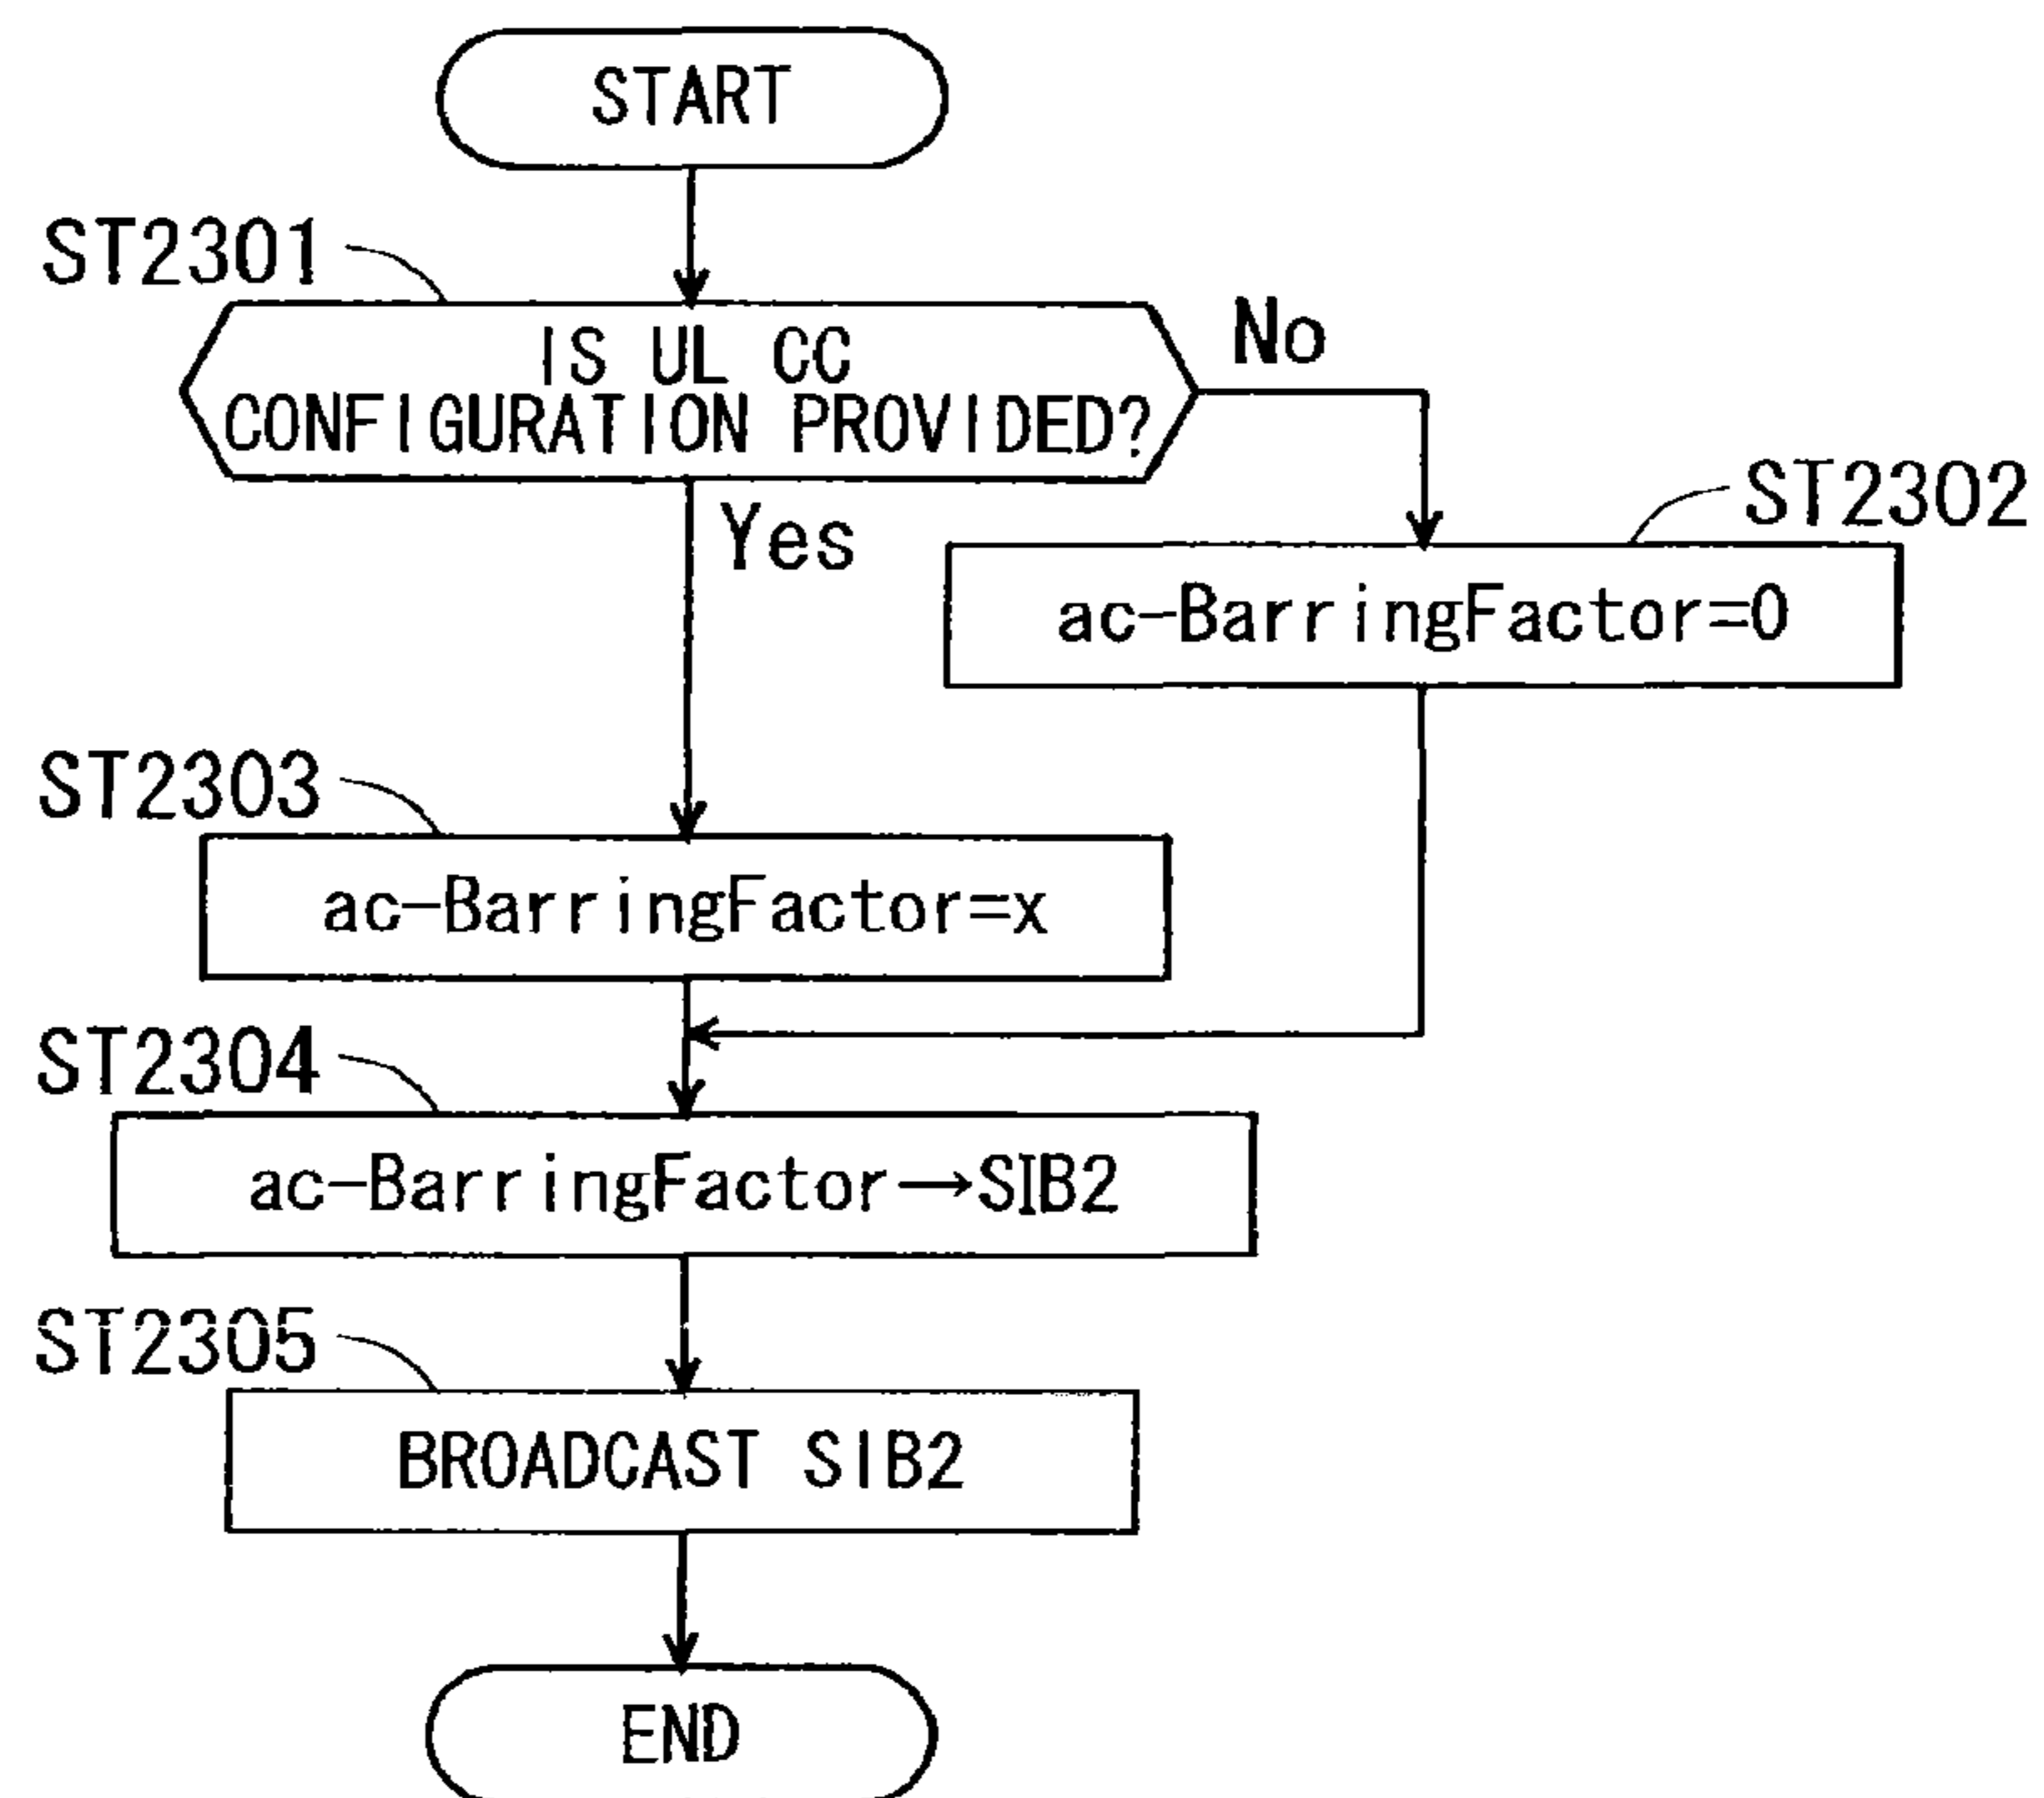 START
ST2301
IS UL CC
CONFIGURATION PROVIDED?
No
Yes
ST2302
ac-BarringFactor=0
ST2303
ac-BarringFactor=x
ST2304
ac-BarringFactor→SIB2
ST2305
BROADCAST SIB2
END